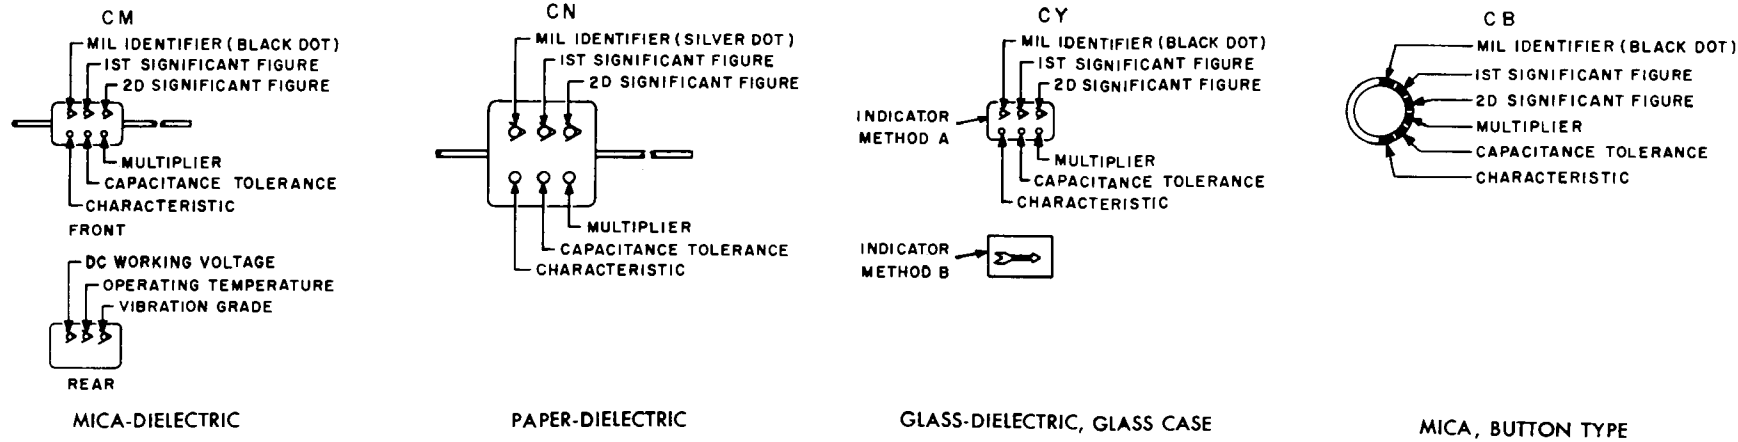 CM
MIL IDENTIFIER (BLACK DOT)
1ST SIGNIFICANT FIGURE
2D SIGNIFICANT FIGURE
MULTIPLIER
CAPACITANCE TOLERANCE
CHARACTERISTIC
FRONT
DC WORKING VOLTAGE
OPERATING TEMPERATURE
VIBRATION GRADE
REAR
MICA-DIELECTRIC
CN
MIL IDENTIFIER (SILVER DOT)
1ST SIGNIFICANT FIGURE
2D SIGNIFICANT FIGURE
MULTIPLIER
CAPACITANCE TOLERANCE
CHARACTERISTIC
PAPER-DIELECTRIC
CY
MIL IDENTIFIER (BLACK DOT)
1ST SIGNIFICANT FIGURE
2D SIGNIFICANT FIGURE
INDICATOR
METHOD A
MULTIPLIER
CAPACITANCE TOLERANCE
CHARACTERISTIC
INDICATOR
METHOD B
GLASS-DIELECTRIC, GLASS CASE
CB
MIL IDENTIFIER (BLACK DOT)
1ST SIGNIFICANT FIGURE
2D SIGNIFICANT FIGURE
MULTIPLIER
CAPACITANCE TOLERANCE
CHARACTERISTIC
MICA, BUTTON TYPE